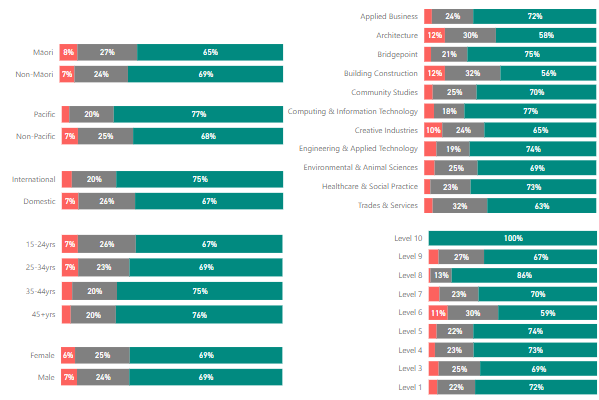 Māori 8% 27% 65%
Non-Māori 7% 24% 69%
Pacific 20% 77%
Non-Pacific 7% 25% 68%
International 20% 75%
Domestic 7% 26% 67%
15-24yrs 7% 26% 67%
25-34yrs 7% 23% 69%
35-44yrs 20% 75%
45+yrs 20% 76%
Female 6% 25% 69%
Male 7% 24% 69%
Applied Business 24% 72%
Architecture 12% 30% 58%
Bridgepoint 21% 75%
Building Construction 12% 32% 56%
Community Studies 25% 70%
Computing & Information Technology 18% 77%
Creative Industries 10% 24% 65%
Engineering & Applied Technology 19% 74%
Environmental & Animal Sciences 25% 69%
Healthcare & Social Practice 23% 73%
Trades & Services 32% 63%
Level 10 100%
Level 9 27% 67%
Level 8 13% 86%
Level 7 23% 70%
Level 6 11% 30% 59%
Level 5 22% 74%
Level 4 23% 73%
Level 3 25% 69%
Level 1 22% 72%